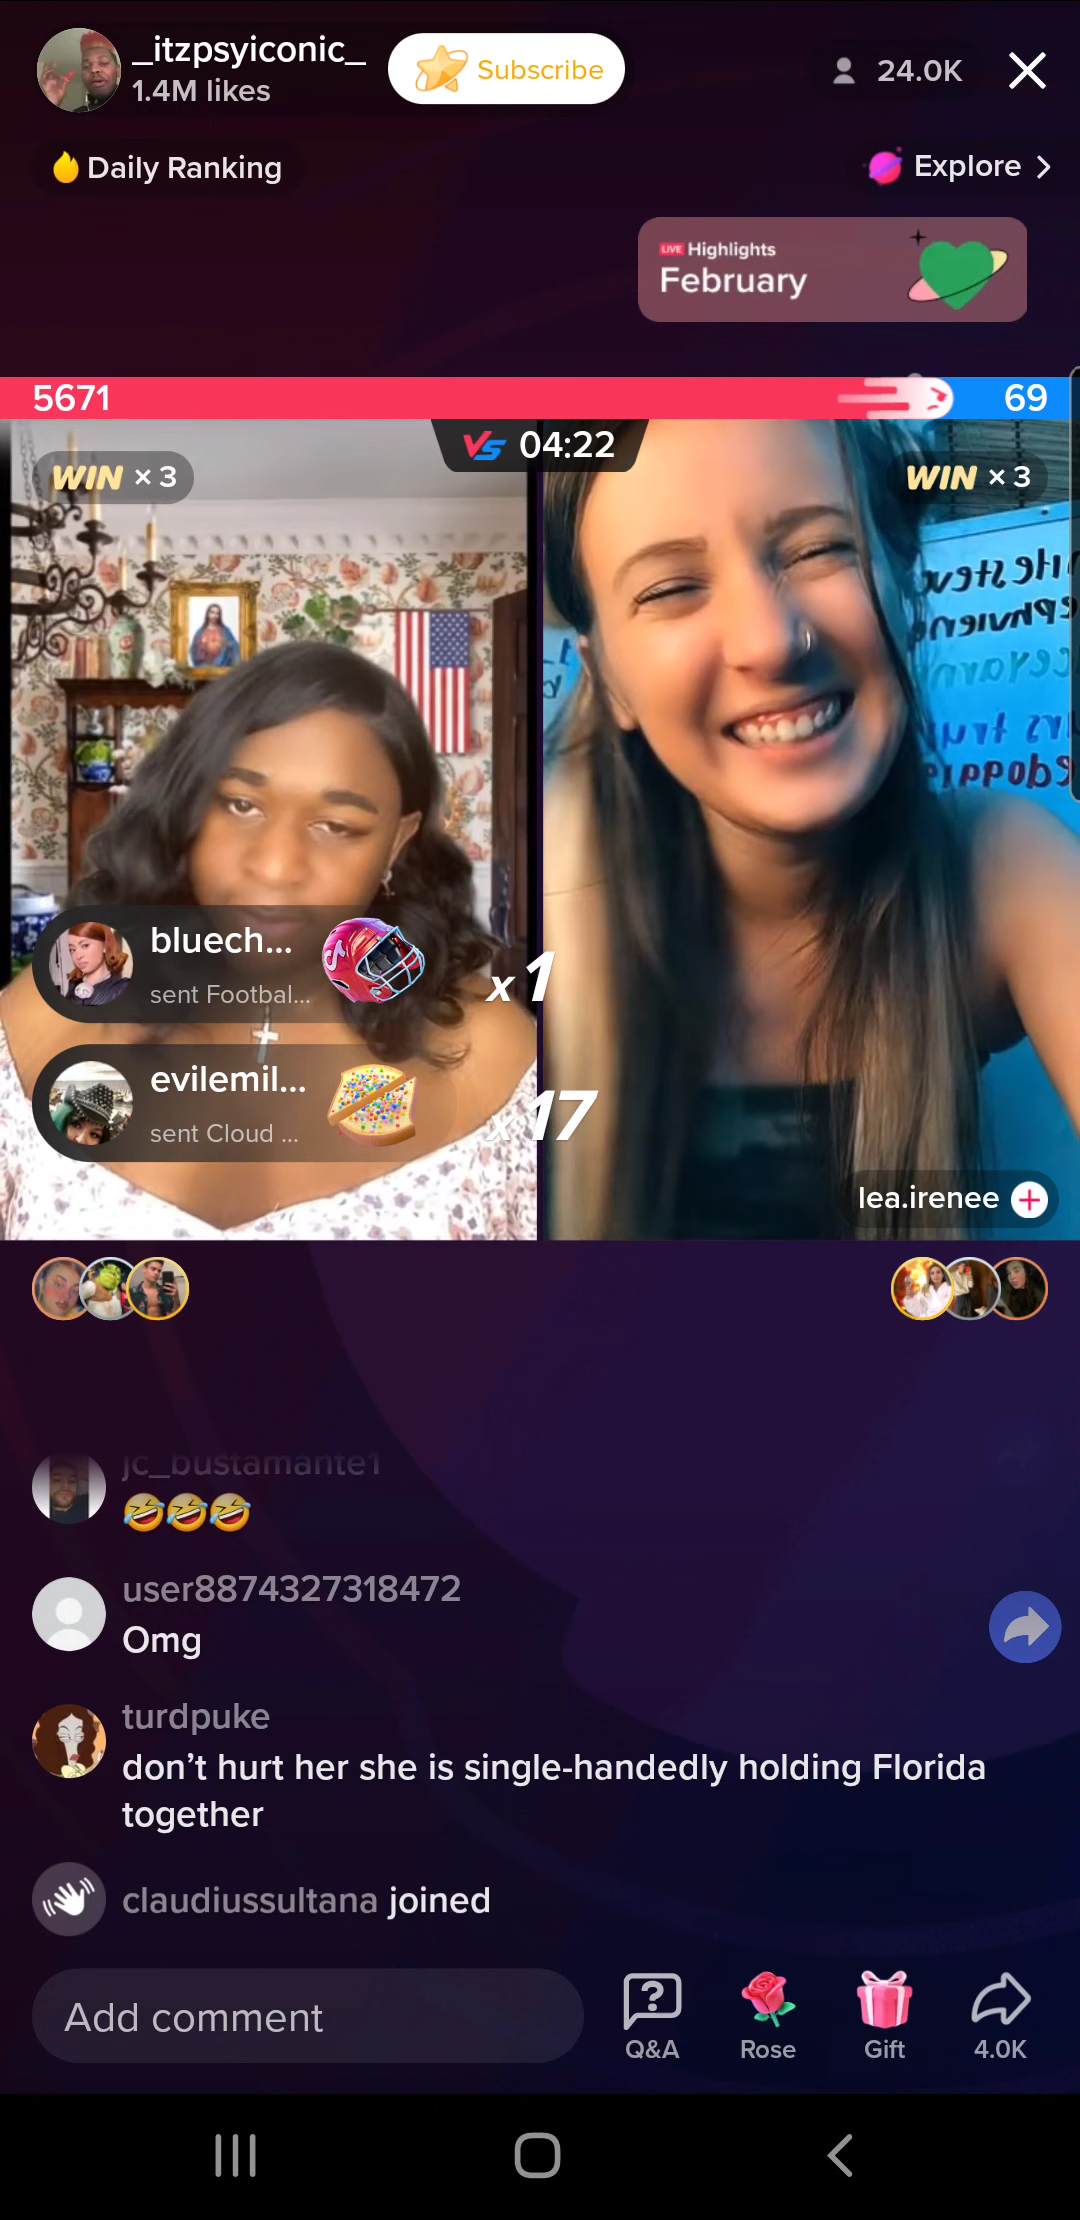 _itzpsyiconic_
1.4M likes
Subscribe
24.0K
Daily Ranking
Explore
LIVE Highlights
February
5671
69
VS 04:22
WIN × 3
WIN × 3
bluech...
sent Footbal...
x1
evilemil...
sent Cloud ...
x17
lea.irenee
jc_bustamante1
🤣🤣🤣
user8874327318472
Omg
turdpuke
don’t hurt her she is single-handedly holding Florida
together
claudiussultana joined
Add comment
Q&A
Rose
Gift
4.0K